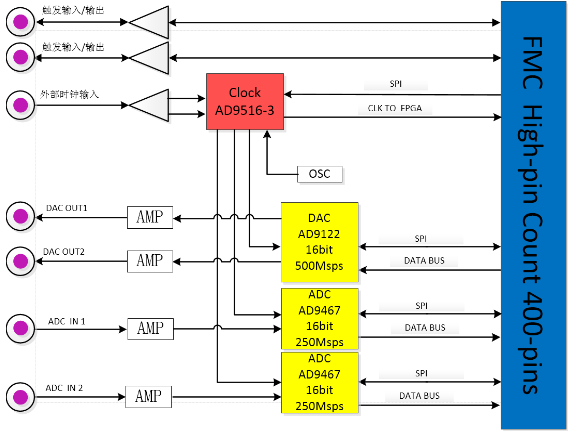 触发输入/输出
触发输入/输出
外部时钟输入
Clock
AD9516-3
SPI
CLK TO FPGA
OSC
DAC OUT1
AMP
DAC
AD9122
16bit
500Msps
SPI
DAC OUT2
AMP
DATA BUS
ADC IN 1
AMP
ADC
AD9467
16bit
250Msps
SPI
DATA BUS
ADC IN 2
AMP
ADC
AD9467
16bit
250Msps
SPI
DATA BUS
FMC High-pin Count 400-pins